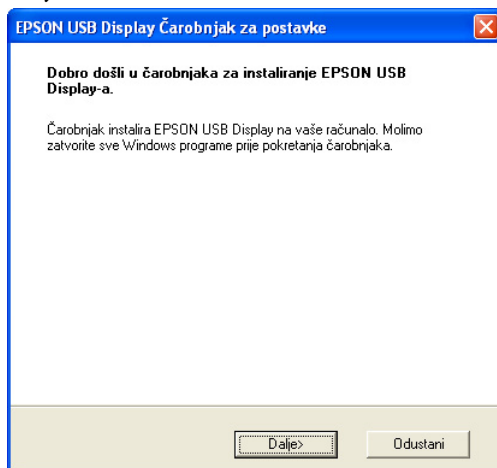 EPSON USB Display Čarobnjak za postavke
Dobro došli u čarobnjaka za instaliranje EPSON USB
Display-a.
Čarobnjak instalira EPSON USB Display na vaše računalo. Molimo
zatvorite sve Windows programe prije pokretanja čarobnjaka.
Dalje>
Odustani